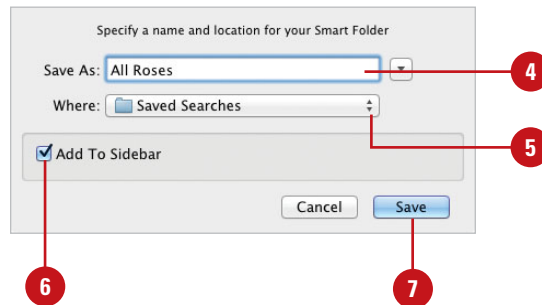 Specify a name and location for your Smart Folder
Save As: All Roses
4
Where: Saved Searches
5
Add To Sidebar
Cancel Save
6 7